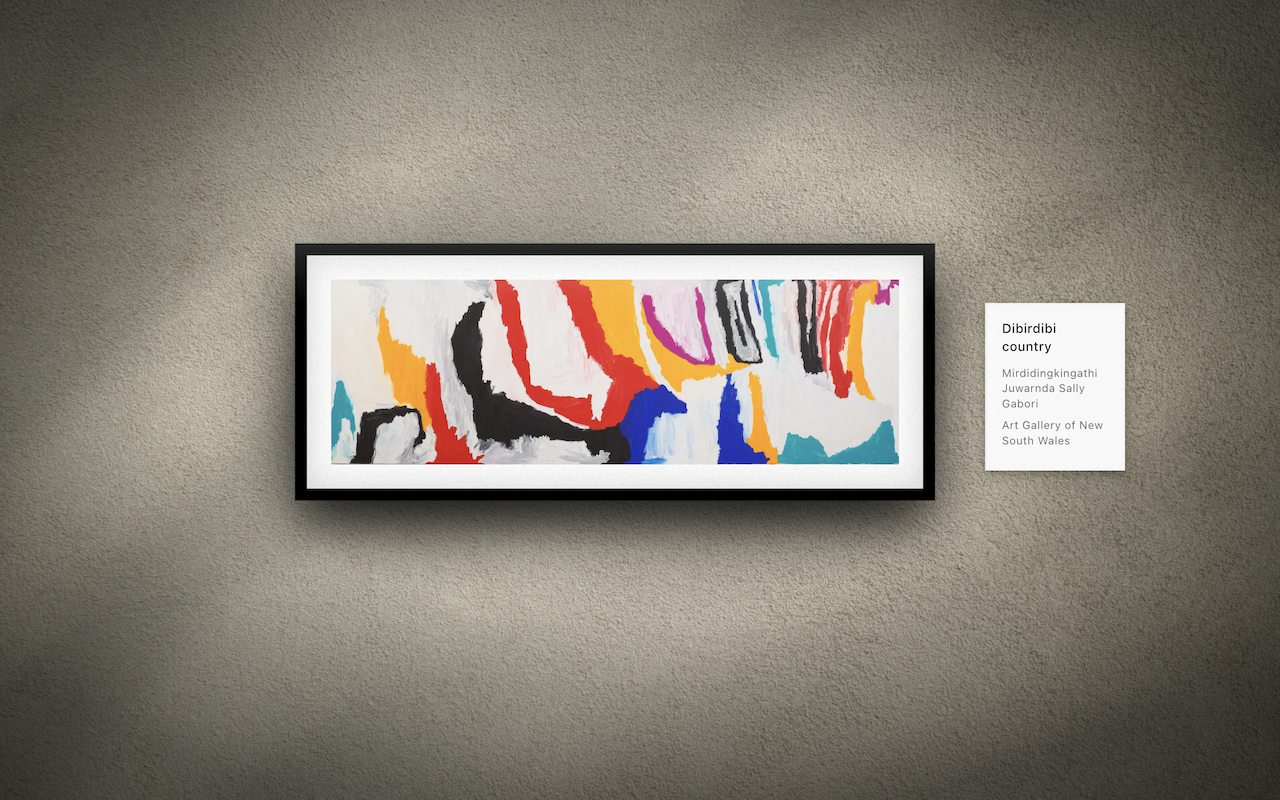 Dibirdibi
country
Mirdidingkingathi
Juwarnda Sally
Gabori
Art Gallery of New
South Wales